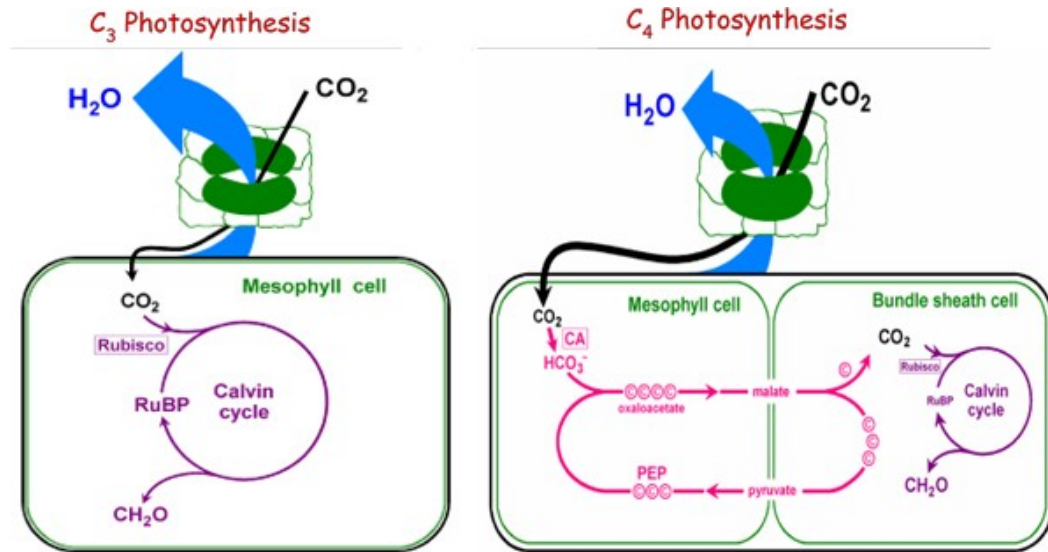 C₃ Photosynthesis
H₂O
CO₂
Mesophyll cell
CO₂
Rubisco
RuBP
Calvin
cycle
CH₂O
C₄ Photosynthesis
H₂O
CO₂
Mesophyll cell
CO₂
CA
HCO₃⁻
©©©©
oxaloacetate
malate
PEP
©©©
pyruvate
Bundle sheath cell
©
CO₂
Rubisco
RuBP
Calvin
cycle
©
©
©
CH₂O